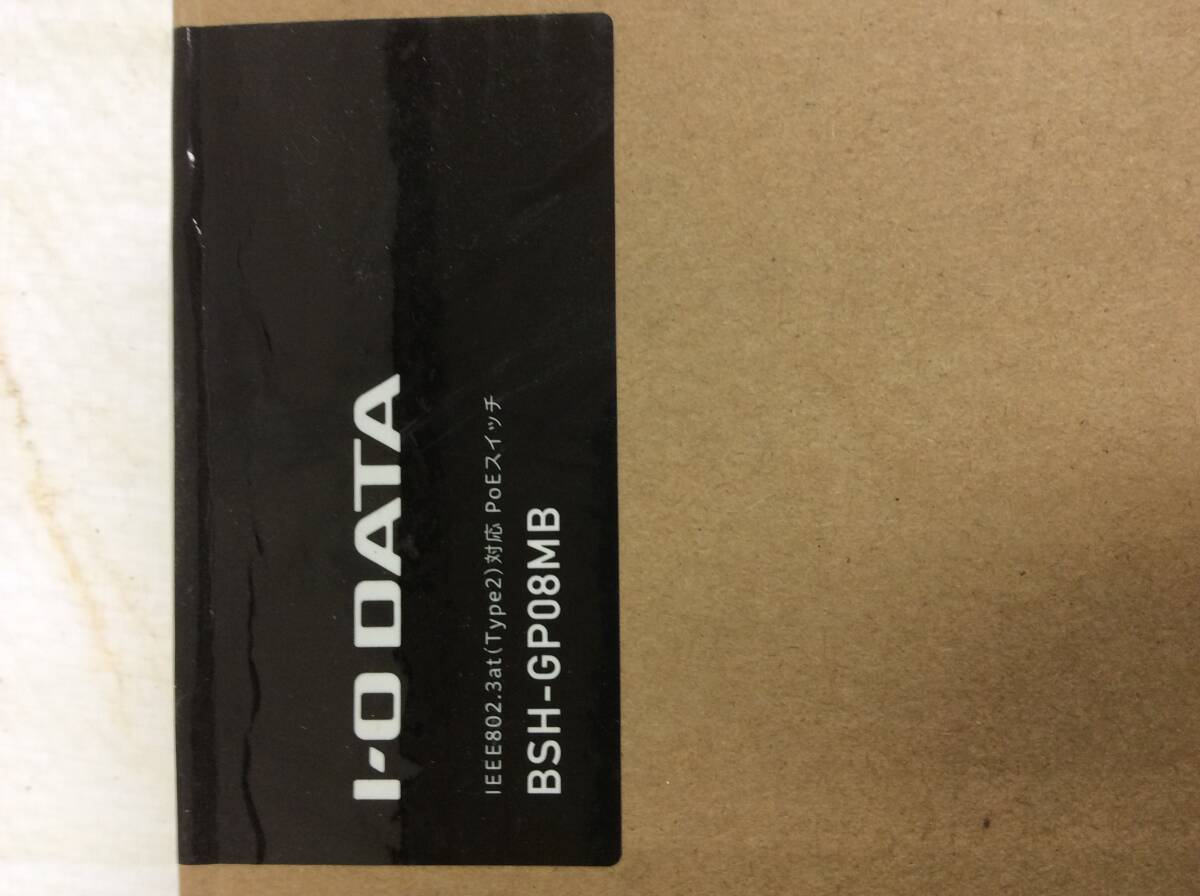 I-O DATA
IEEE802.3at(Type2)対応 PoEスイッチ
BSH-GP08MB